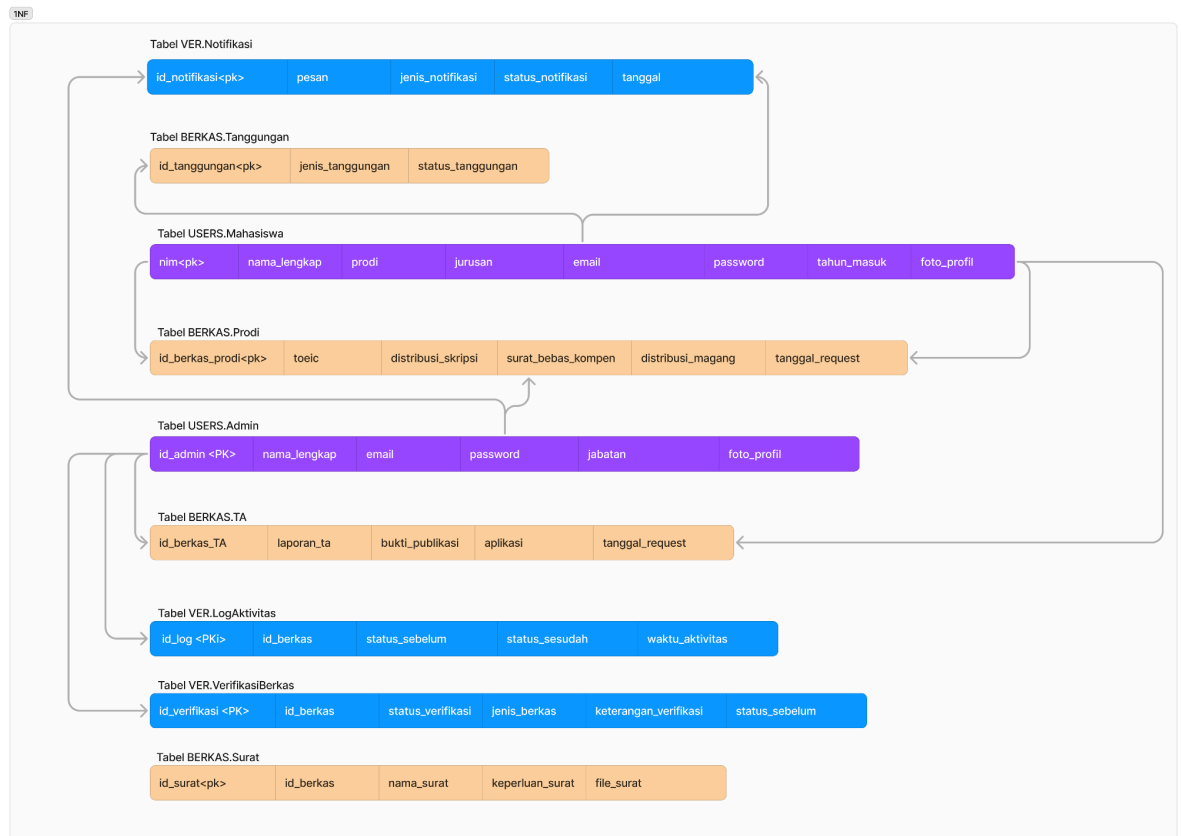 1NF
Tabel VER.Notifikasi
id_notifikasi<pk> pesan jenis_notifikasi status_notifikasi tanggal
Tabel BERKAS.Tanggungan
id_tanggungan<pk> jenis_tanggungan status_tanggungan
Tabel USERS.Mahasiswa
nim<pk> nama_lengkap prodi jurusan email password tahun_masuk foto_profil
Tabel BERKAS.Prodi
id_berkas_prodi<pk> toeic distribusi_skripsi surat_bebas_kompen distribusi_magang tanggal_request
Tabel USERS.Admin
id_admin <PK> nama_lengkap email password jabatan foto_profil
Tabel BERKAS.TA
id_berkas_TA laporan_ta bukti_publikasi aplikasi tanggal_request
Tabel VER.LogAktivitas
id_log <PKi> id_berkas status_sebelum status_sesudah waktu_aktivitas
Tabel VER.VerifikasiBerkas
id_verifikasi <PK> id_berkas status_verifikasi jenis_berkas keterangan_verifikasi status_sebelum
Tabel BERKAS.Surat
id_surat<pk> id_berkas nama_surat keperluan_surat file_surat